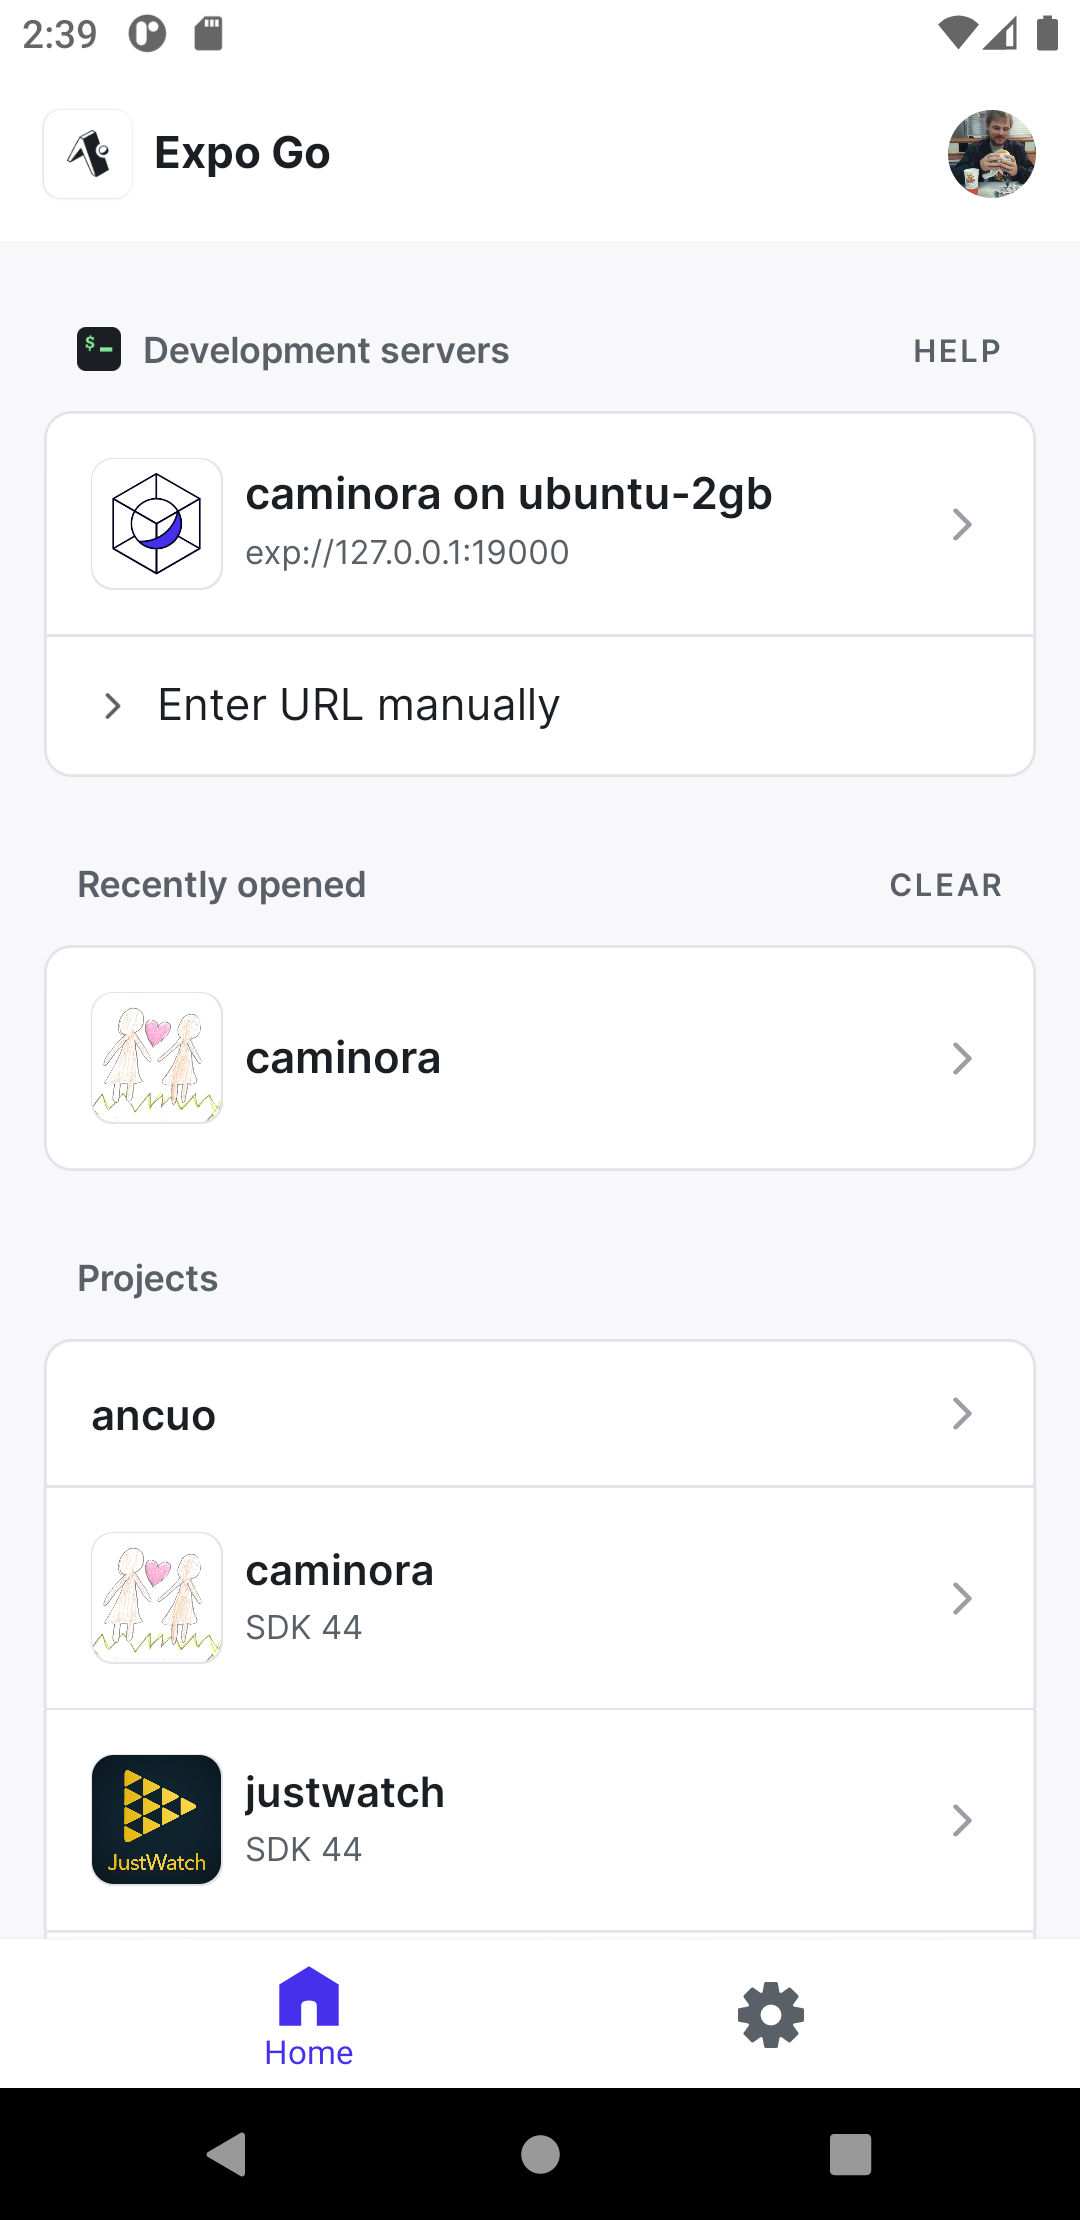 2:39
Expo Go
$
Development servers
HELP
caminora on ubuntu-2gb
exp://127.0.0.1:19000
Enter URL manually
Recently opened
CLEAR
caminora
Projects
ancuo
caminora
SDK 44
justwatch
SDK 44
JustWatch
Home